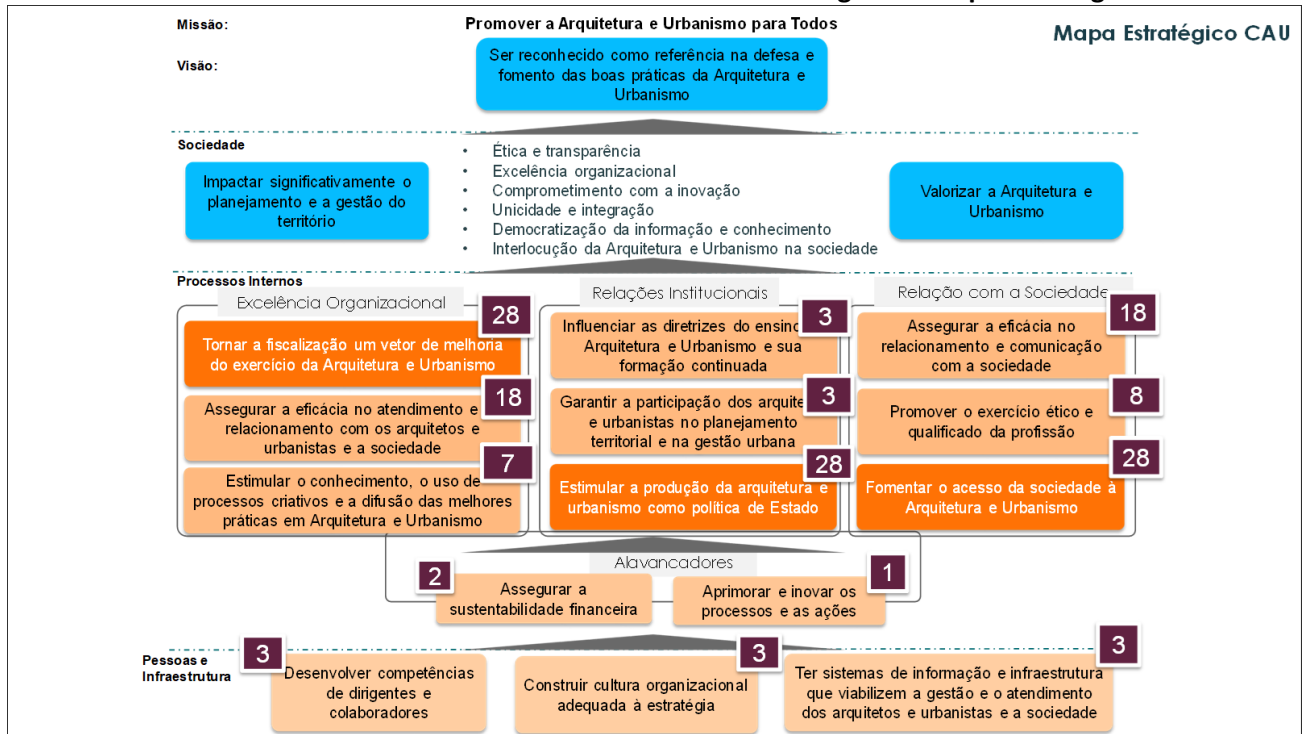 Missão:
Promover a Arquitetura e Urbanismo para Todos
Mapa Estratégico CAU
Visão:
Ser reconhecido como referência na defesa e
fomento das boas práticas da Arquitetura e
Urbanismo
Sociedade
Impactar significativamente o
planejamento e a gestão do
território
• Ética e transparência
• Excelência organizacional
• Comprometimento com a inovação
• Unicidade e integração
• Democratização da informação e conhecimento
• Interlocução da Arquitetura e Urbanismo na sociedade
Valorizar a Arquitetura e
Urbanismo
Processos Internos
Excelência Organizacional
28
Tornar a fiscalização um vetor de melhoria
do exercício da Arquitetura e Urbanismo
18
Assegurar a eficácia no atendimento e
relacionamento com os arquitetos e
urbanistas e a sociedade
7
Estimular o conhecimento, o uso de
processos criativos e a difusão das melhores
práticas em Arquitetura e Urbanismo
Relações Institucionais
3
Influenciar as diretrizes do ensino
Arquitetura e Urbanismo e sua
formação continuada
3
Garantir a participação dos
e urbanistas no planejamento
territorial e na gestão urbana
28
Estimular a produção da arquitetura e
urbanismo como política de Estado
Relação com a Sociedade
18
Assegurar a eficácia no
relacionamento e comunicação
com a sociedade
8
Promover o exercício ético e
qualificado da profissão
28
Fomentar o acesso da sociedade à
Arquitetura e Urbanismo
Alavancadores
2
Assegurar a
sustentabilidade financeira
1
Aprimorar e inovar os
processos e as ações
Pessoas e
Infraestrutura
3
Desenvolver competências
de dirigentes e
colaboradores
3
Construir cultura organizacional
adequada à estratégia
3
Ter sistemas de informação e infraestrutura
que viabilizem a gestão e o atendimento
dos arquitetos e urbanistas e a sociedade